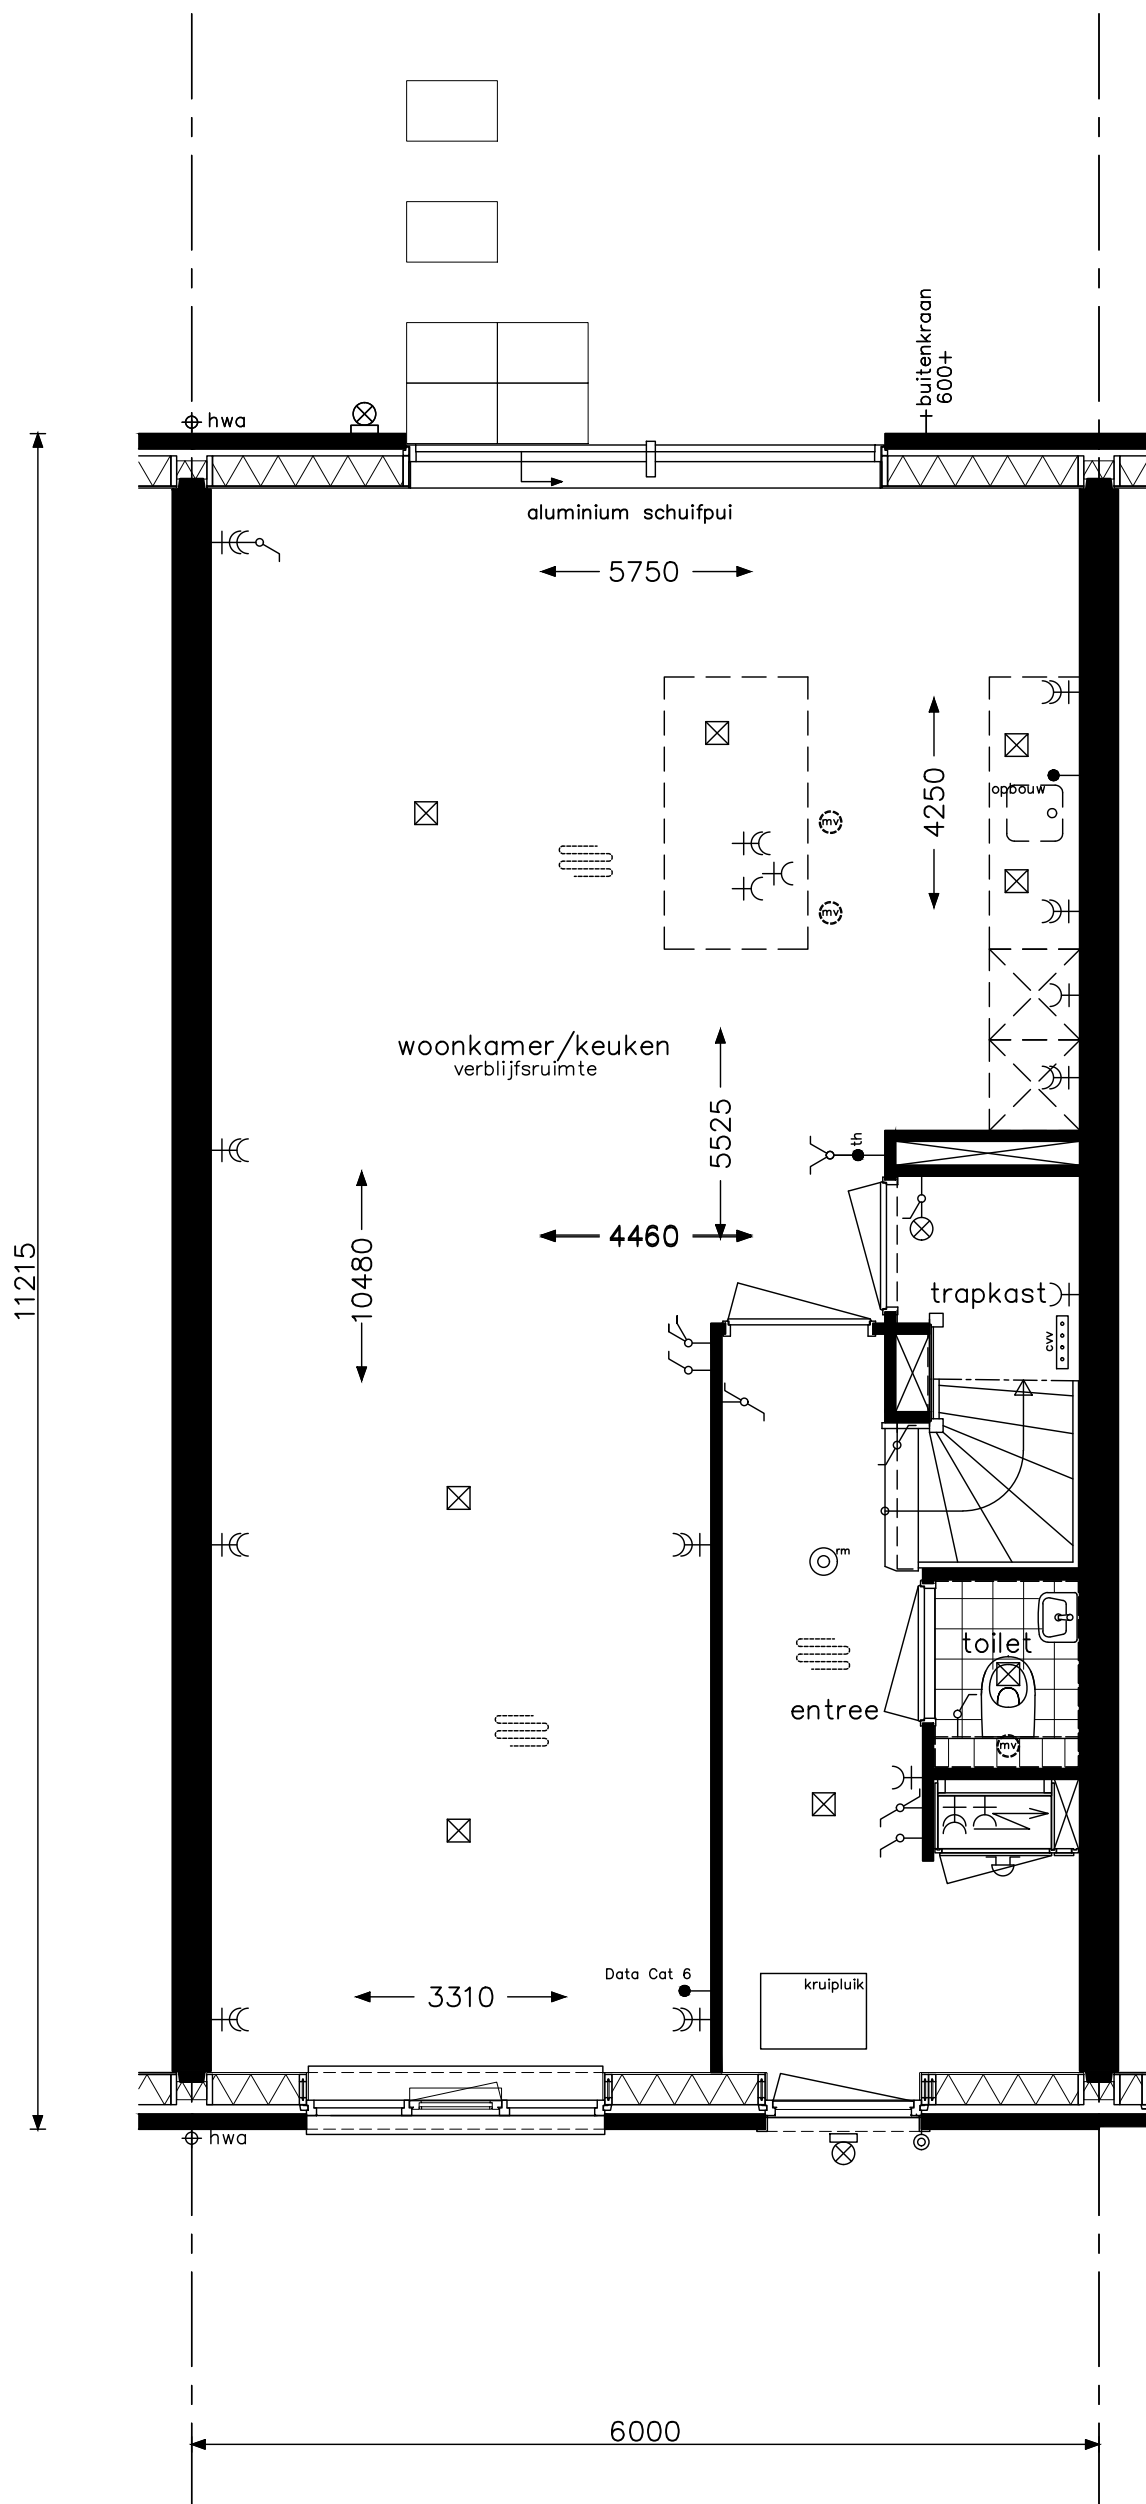 buitenkraan
600+
hwa
aluminium schuifpui
5750
4250
opbouw
mv
mv
woonkamer/keuken
verblijfsruimte
5525
th
4460
10480
11215
trapkast
cvv
rm
toilet
entree
mv
Data Cat 6
3310
kruipluik
hwa
6000